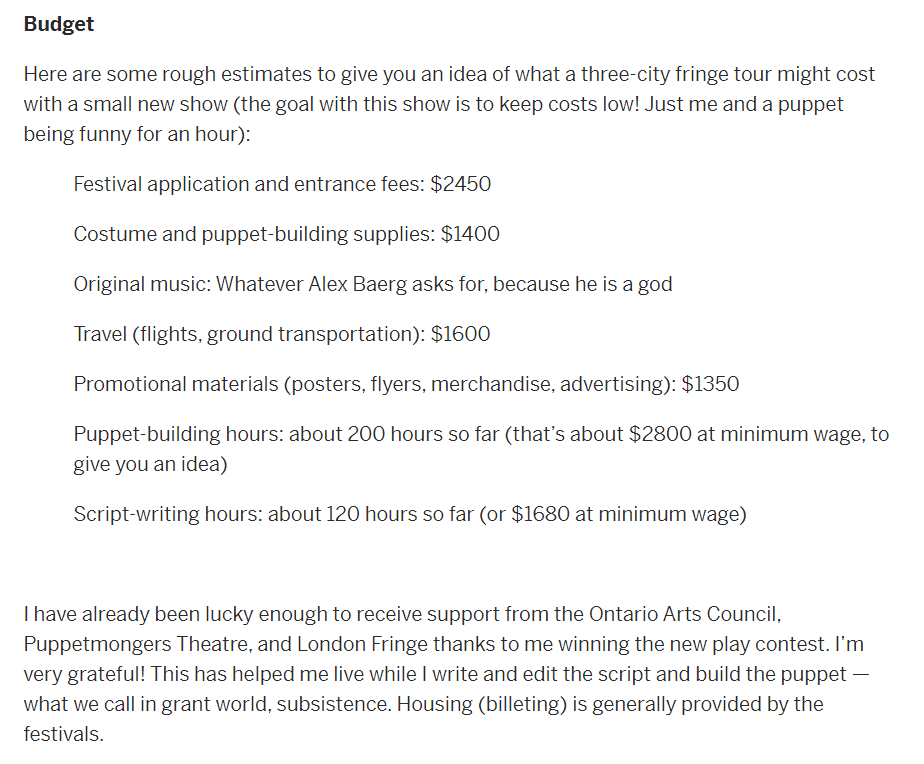 Budget
Here are some rough estimates to give you an idea of what a three-city fringe tour might cost
with a small new show (the goal with this show is to keep costs low! Just me and a puppet
being funny for an hour):
Festival application and entrance fees: $2450
Costume and puppet-building supplies: $1400
Original music: Whatever Alex Baerg asks for, because he is a god
Travel (flights, ground transportation): $1600
Promotional materials (posters, flyers, merchandise, advertising): $1350
Puppet-building hours: about 200 hours so far (that’s about $2800 at minimum wage, to
give you an idea)
Script-writing hours: about 120 hours so far (or $1680 at minimum wage)
I have already been lucky enough to receive support from the Ontario Arts Council,
Puppetmongers Theatre, and London Fringe thanks to me winning the new play contest. I’m
very grateful! This has helped me live while I write and edit the script and build the puppet —
what we call in grant world, subsistence. Housing (billeting) is generally provided by the
festivals.